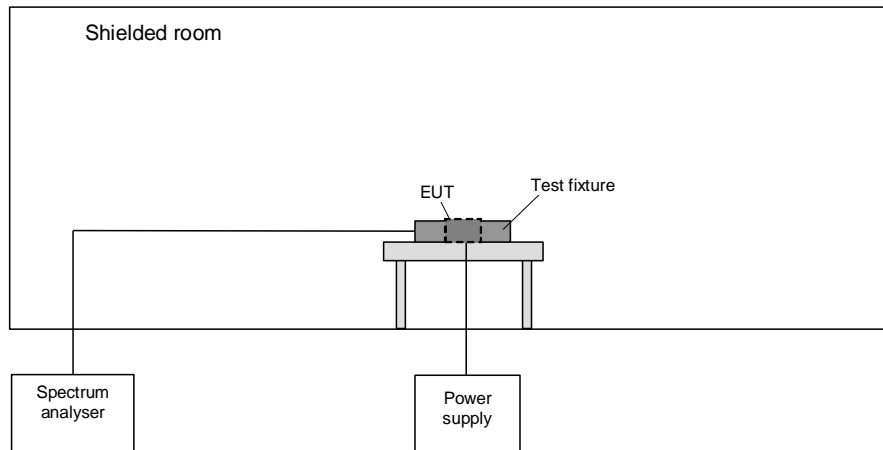 Shielded room
EUT
Test fixture
Spectrum
analyser
Power
supply